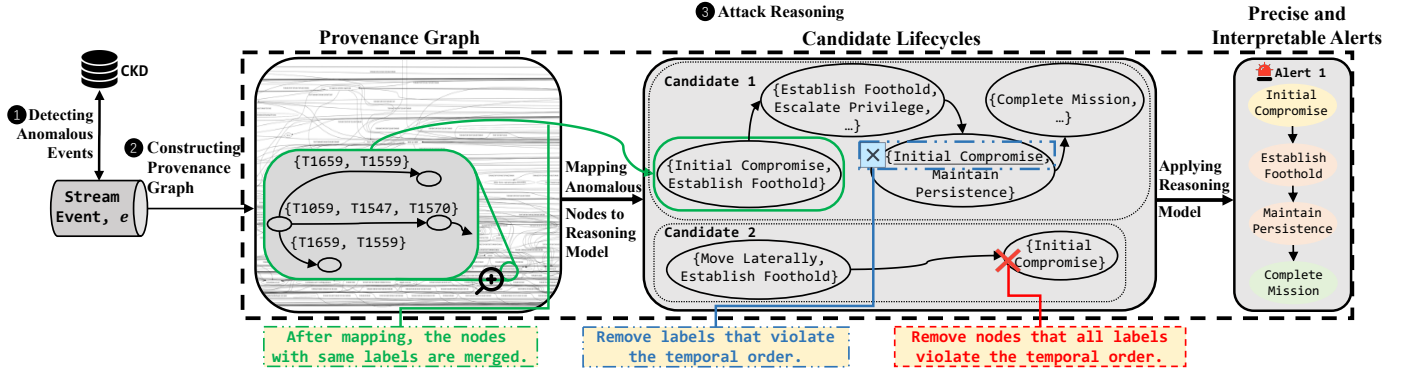 ❸ Attack Reasoning
Precise and
Interpretable Alerts
Provenance Graph
Candidate Lifecycles
CKD
❶ Detecting
Anomalous
Events
❷ Constructing
Provenance
Graph
Stream
Event, e
{T1659, T1559}
{T1059, T1547, T1570}
{T1659, T1559}
Mapping
Anomalous
Nodes to
Reasoning
Model
Candidate 1
{Initial Compromise,
Establish Foothold}
{Establish Foothold,
Escalate Privilege,
…}
{Initial Compromise,
Maintain
Persistence}
{Complete Mission,
…}
Candidate 2
{Move Laterally,
Establish Foothold}
{Initial
Compromise}
Applying
Reasoning
Model
Alert 1
Initial
Compromise
Establish
Foothold
Maintain
Persistence
Complete
Mission
After mapping, the nodes
with same labels are merged.
Remove labels that violate
the temporal order.
Remove nodes that all labels
violate the temporal order.